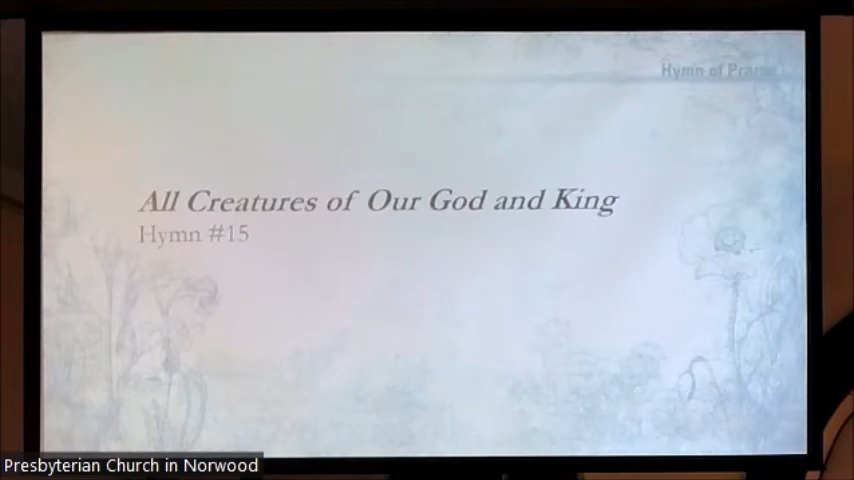 Hymn of Praise
All Creatures of Our God and King
Hymn #15
Presbyterian Church in Norwood